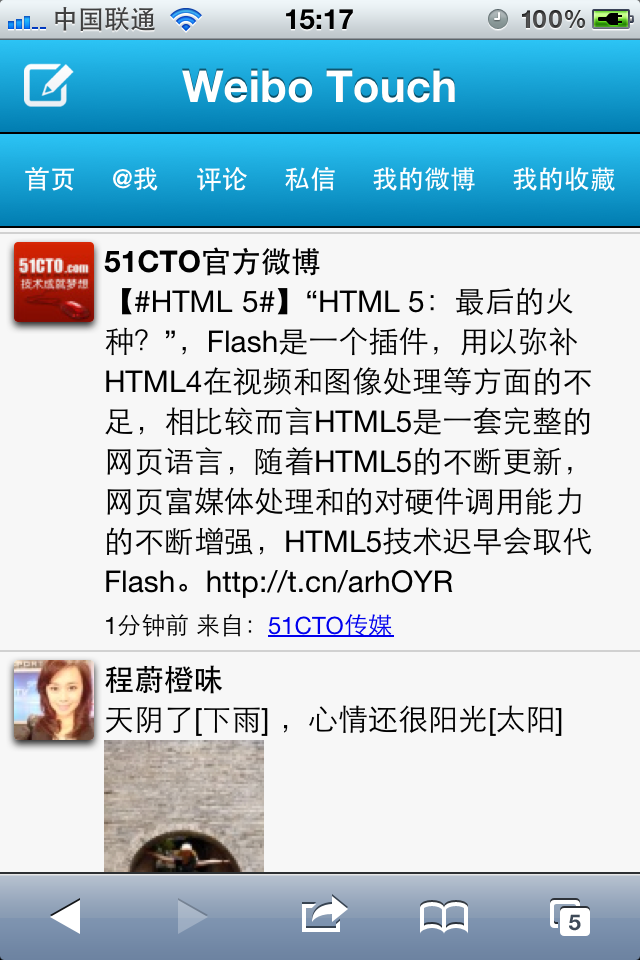 中国联通 15:17 100%
Weibo Touch
首页 @我 评论 私信 我的微博 我的收藏
51CTO.com
技术成就梦想
51CTO官方微博
【#HTML 5#】“HTML 5：最后的火
种？”，Flash是一个插件，用以弥补
HTML4在视频和图像处理等方面的不
足，相比较而言HTML5是一套完整的
网页语言，随着HTML5的不断更新，
网页富媒体处理和的对硬件调用能力
的不断增强，HTML5技术迟早会取代
Flash。http://t.cn/arhOYR
1分钟前 来自：51CTO传媒
程蔚橙味
天阴了[下雨] ，心情还很阳光[太阳]
5